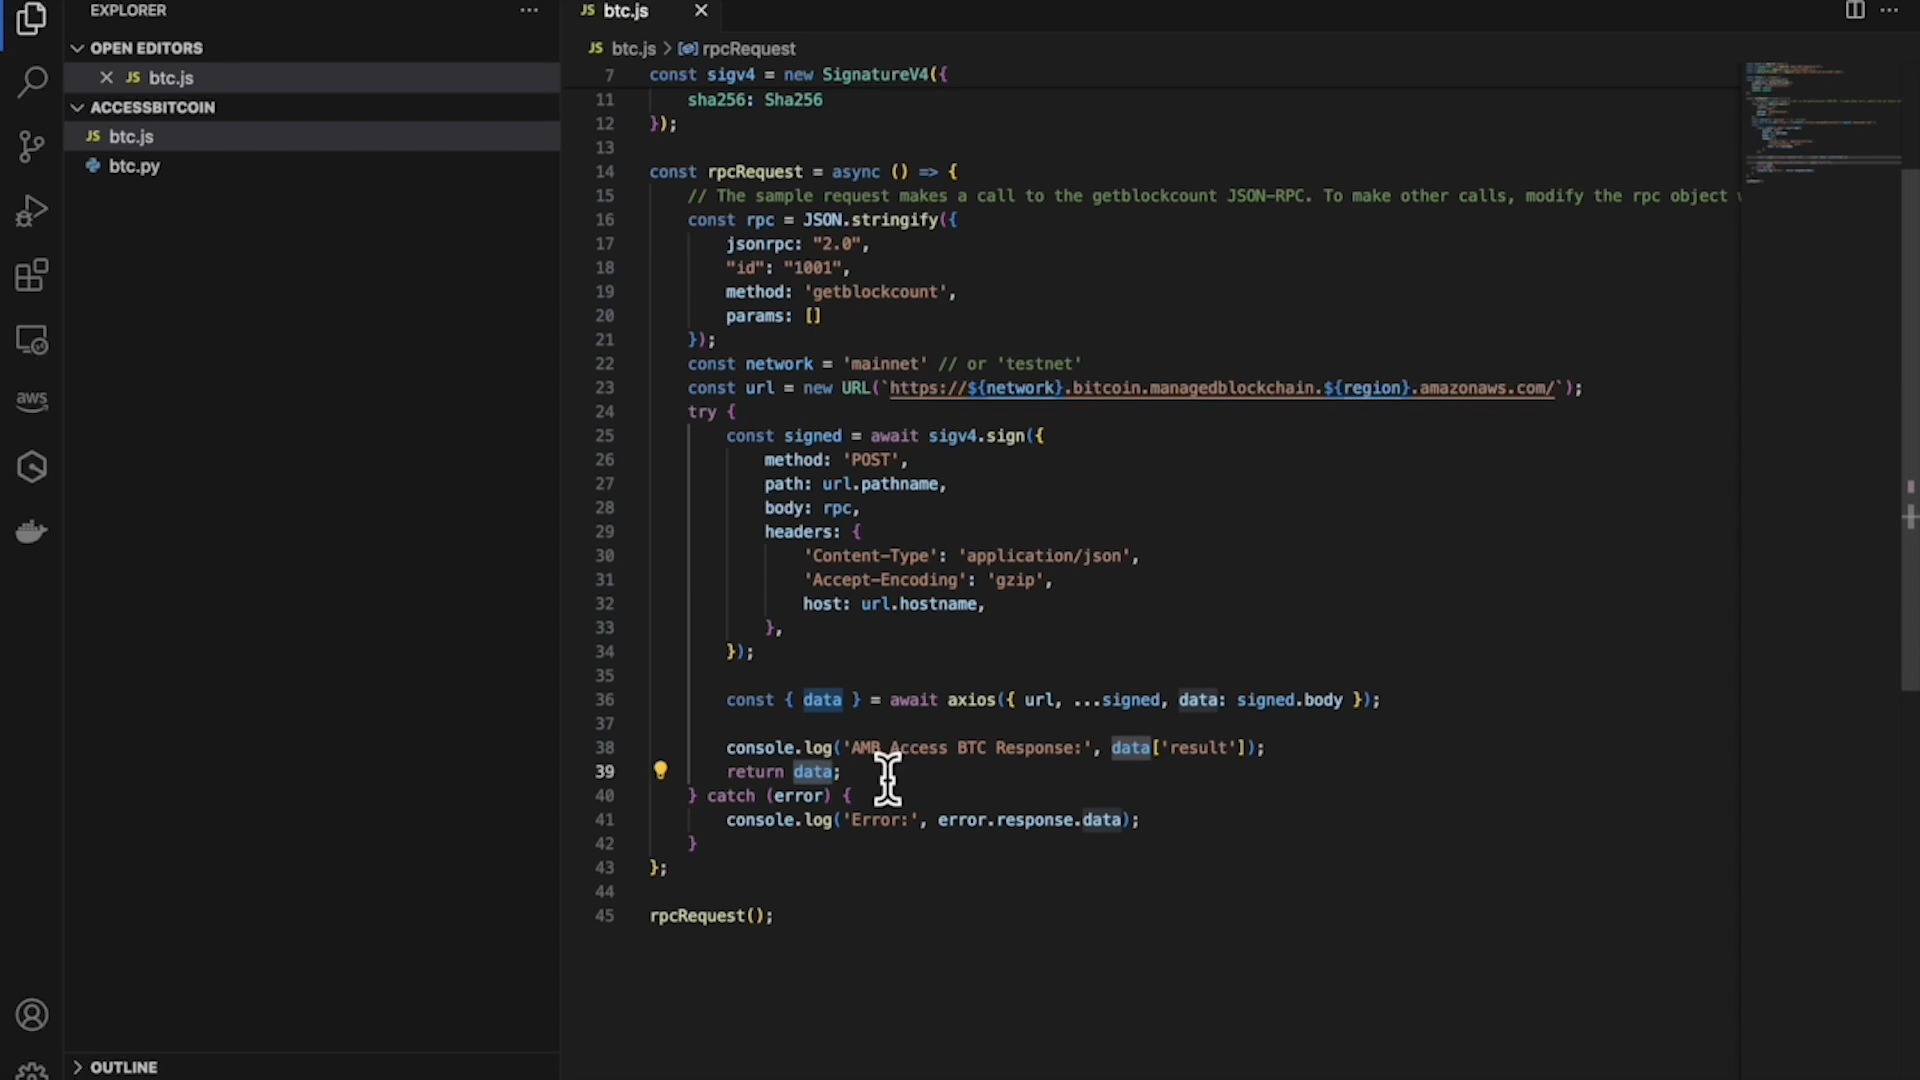 EXPLORER
OPEN EDITORS
JS btc.js
ACCESSBITCOIN
JS btc.js
btc.py
aws
OUTLINE
JS btc.js
JS btc.js > rpcRequest
7 const sigv4 = new SignatureV4({
11 sha256: Sha256
12 });
13
14 const rpcRequest = async () => {
15 // The sample request makes a call to the getblockcount JSON-RPC. To make other calls, modify the rpc object
16 const rpc = JSON.stringify({
17 jsonrpc: "2.0",
18 "id": "1001",
19 method: 'getblockcount',
20 params: []
21 });
22 const network = 'mainnet' // or 'testnet'
23 const url = new URL(`https://${network}.bitcoin.managedblockchain.${region}.amazonaws.com/`);
24 try {
25 const signed = await sigv4.sign({
26 method: 'POST',
27 path: url.pathname,
28 body: rpc,
29 headers: {
30 'Content-Type': 'application/json',
31 'Accept-Encoding': 'gzip',
32 host: url.hostname,
33 },
34 });
35
36 const { data } = await axios({ url, ...signed, data: signed.body });
37
38 console.log('AMB Access BTC Response:', data['result']);
39 return data;
40 } catch (error) {
41 console.log('Error:', error.response.data);
42 }
43 };
44
45 rpcRequest();